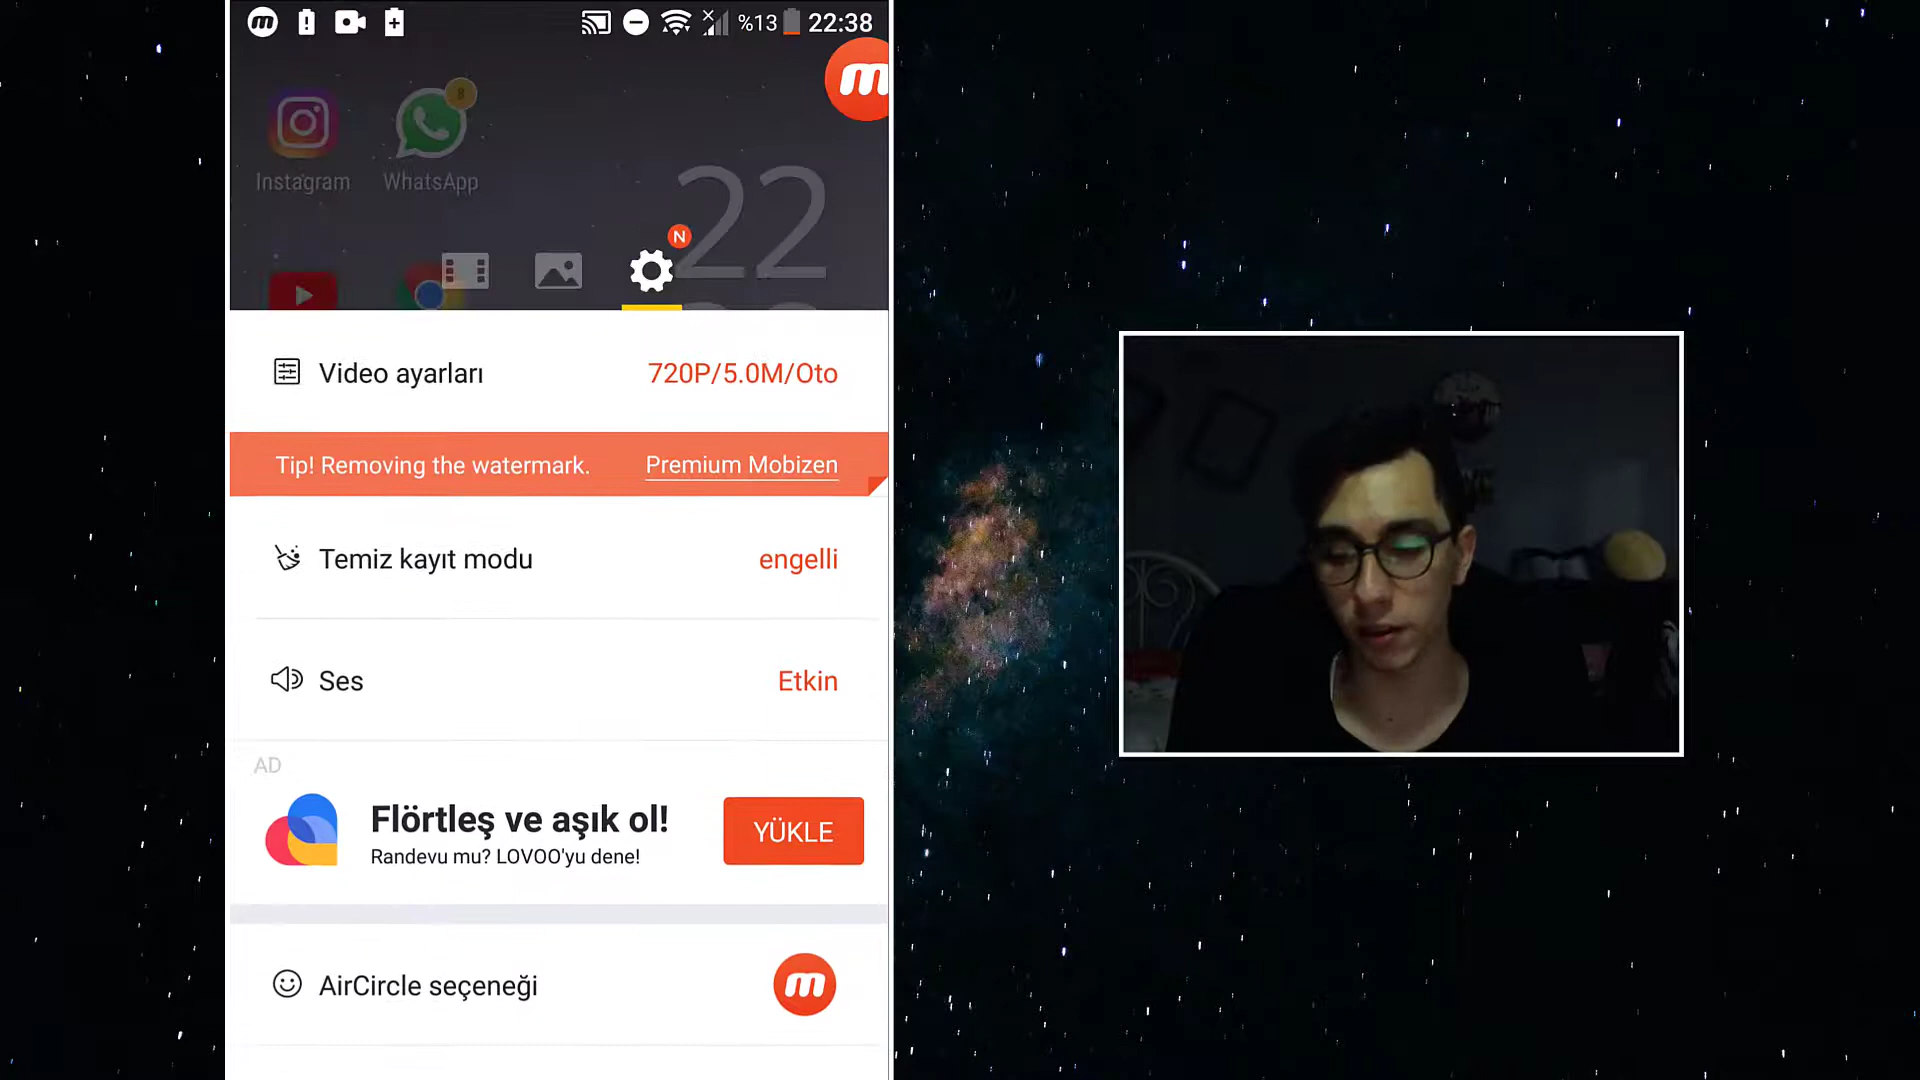 %13 22:38
8
Instagram WhatsApp
22
N
Video ayarları 720P/5.0M/Oto
Tip! Removing the watermark. Premium Mobizen
Temiz kayıt modu engelli
Ses Etkin
AD
Flörtleş ve aşık ol!
Randevu mu? LOVOO'yu dene!
YÜKLE
AirCircle seçeneği